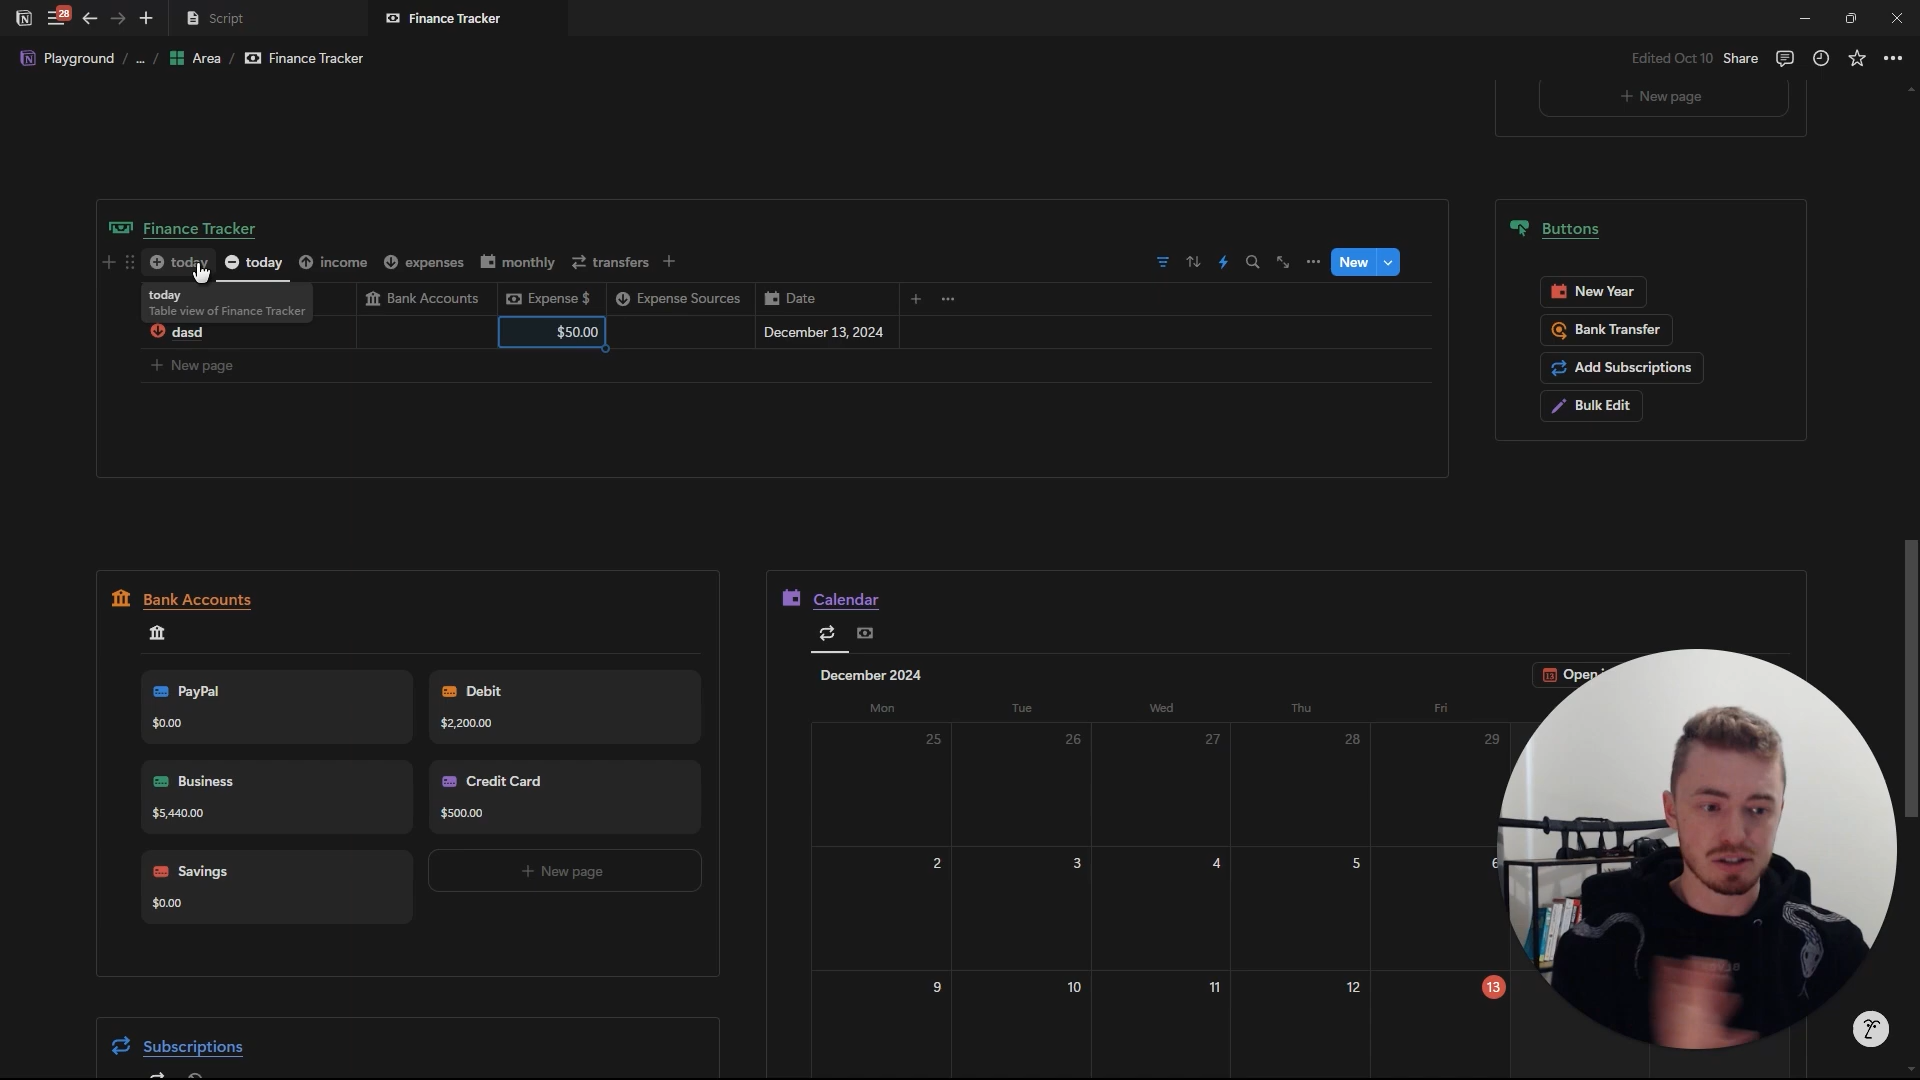 28
Script
Finance Tracker
Playground / ... / Area / Finance Tracker
Edited Oct 10 Share
+ New page
Finance Tracker
today today income expenses monthly transfers +
New
today
Table view of Finance Tracker
Bank Accounts Expense $ Expense Sources Date
dasd $50.00 December 13, 2024
+ New page
Buttons
New Year
Bank Transfer
Add Subscriptions
Bulk Edit
Bank Accounts
PayPal
$0.00
Debit
$2,200.00
Business
$5,440.00
Credit Card
$500.00
Savings
$0.00
+ New page
Subscriptions
Calendar
December 2024
13 Open
Mon Tue Wed Thu Fri
25 26 27 28 29
2 3 4 5 6
9 10 11 12 13